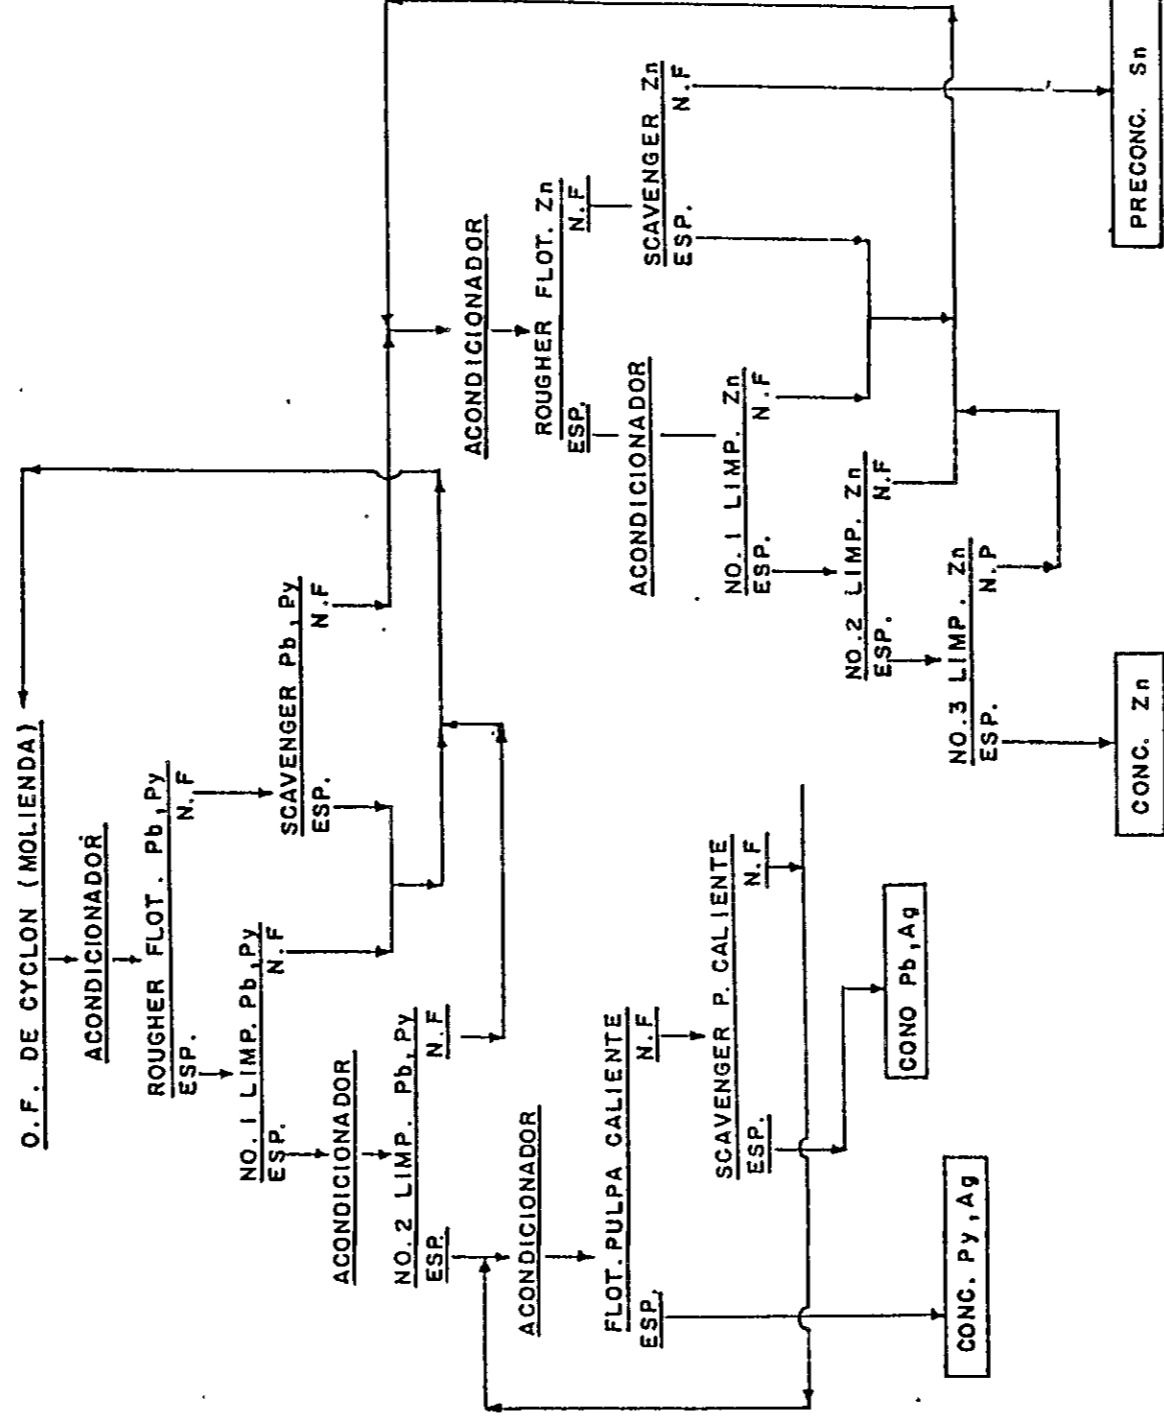 O.F. DE CYCLON (MOLIENDA)
ACONDICIONADOR
ROUGHER FLOT. Pb,Py
ESP.
N.F
NO.1 LIMP. Pb,Py
ESP.
N.F
SCAVENGER Pb,Py
ESP.
N.F
ACONDICIONADOR
NO.2 LIMP. Pb,Py
ESP.
N.F
ACONDICIONADOR
FLOT. PULPA CALIENTE
ESP.
N.F
SCAVENGER P. CALIENTE
ESP.
N.F
CONC. Py,Ag
CONO Pb,Ag
ACONDICIONADOR
ROUGHER FLOT. Zn
ESP.
N.F
ACONDICIONADOR
SCAVENGER Zn
ESP.
N.F
NO.1 LIMP. Zn
ESP.
N.F
NO.2 LIMP. Zn
ESP.
N.F
NO.3 LIMP. Zn
ESP.
N.P
CONC. Zn
PRECONC. Sn